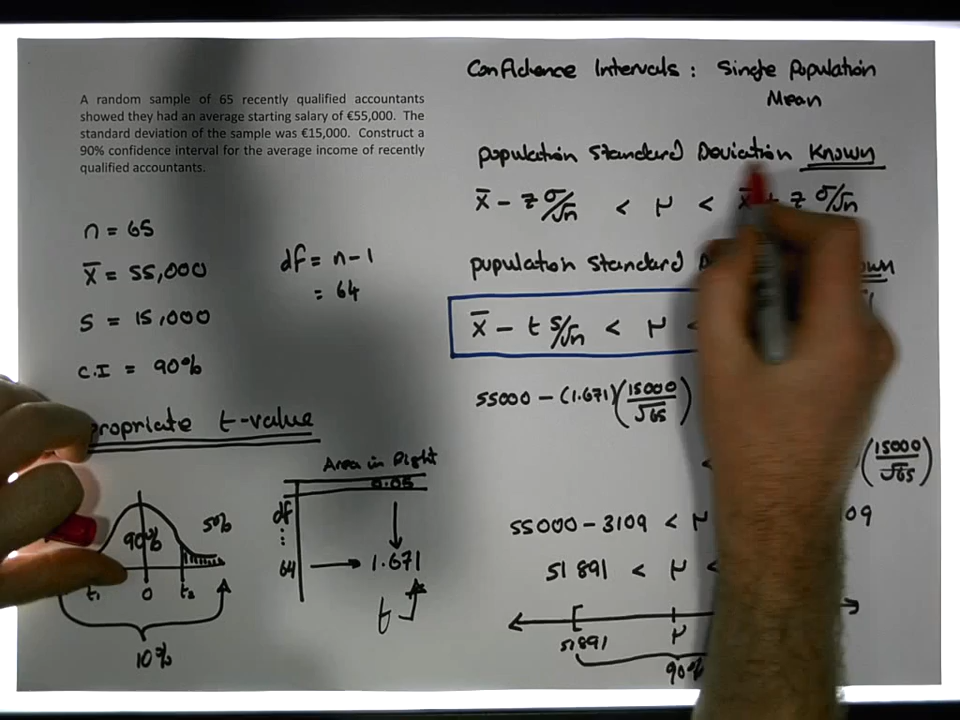 Confidence Intervals: Single Population
Mean
A random sample of 65 recently qualified accountants
showed they had an average starting salary of €55,000. The
standard deviation of the sample was €15,000. Construct a
90% confidence interval for the average income of recently
qualified accountants.
n = 65
x̄ = 55,000
s = 15,000
C.I = 90%
df = n-1
= 64
propriate t-value
90%
5%
t₁ 0 t₂
10%
Area in Right
0.05
df
:
64 → 1.671
t
population Standard Deviation Known
x̄ - z σ/√n < μ < x̄ + z σ/√n
pupulation Standard
x̄ - t s/√n < μ <
55000 - (1.671)(15000/√65)
< (15000/√65)
55000-3109 < μ 09
51891 < μ <
51891 μ
90%